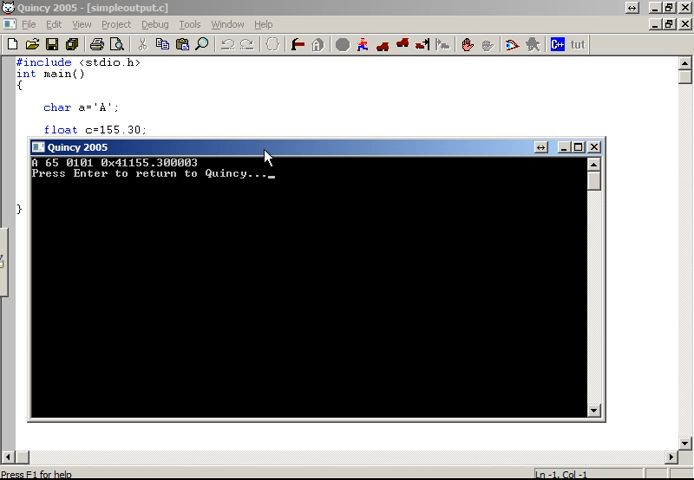 Quincy 2005 - [simpleoutput.c]
File Edit View Project Debug Tools Window Help
C++ tut
#include <stdio.h>
int main()
{
char a='A';
float c=155.30;
Quincy 2005
A 65 0101 0x41155.300003
Press Enter to return to Quincy..._
}
Press F1 for help
Ln -1, Col -1